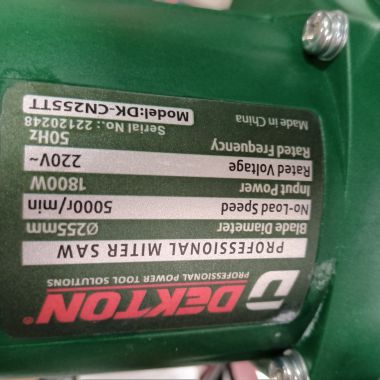 DEKTON®
PROFESSIONAL POWER TOOL SOLUTIONS
PROFESSIONAL MITER SAW
Blade Diameter Ø255mm
No-Load Speed 5000r/min
Input Power 1800W
Rated Voltage 220V~
Rated Frequency 50Hz
Serial No.: 22120248
Made in China Model:DK-CN255TT